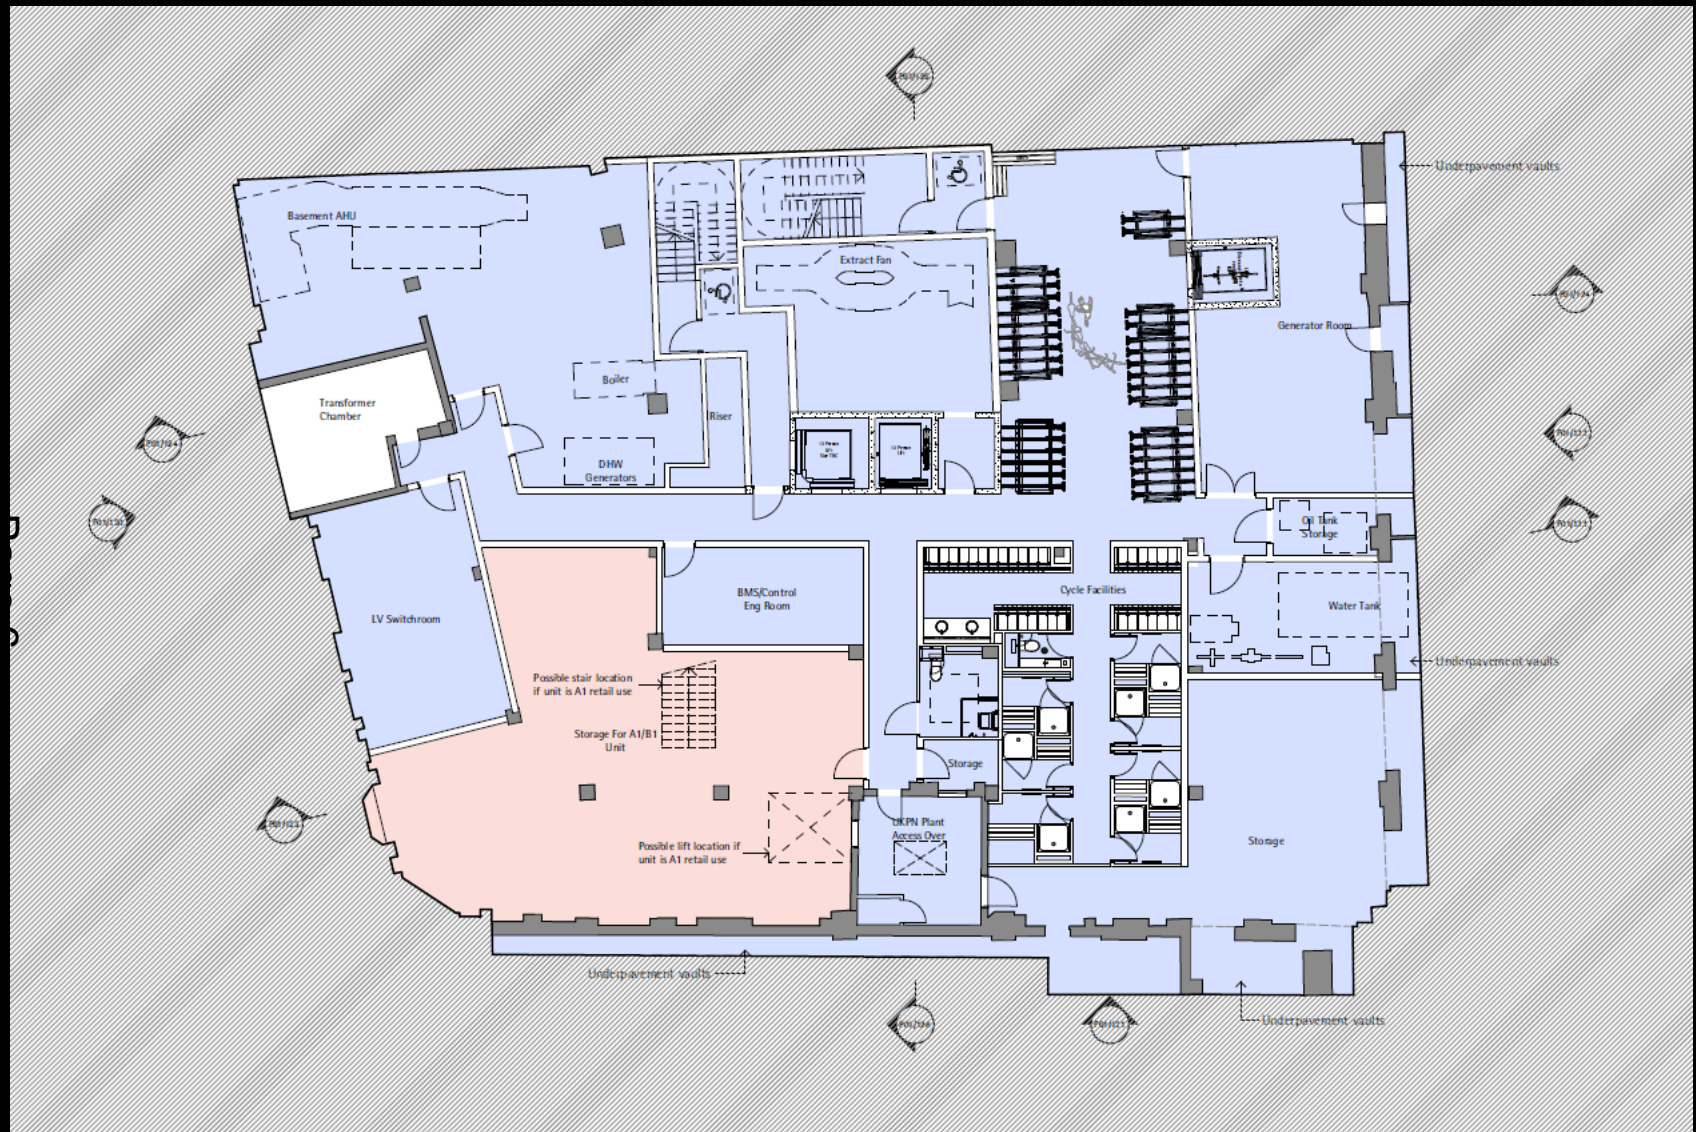 Underpavement vaults
Basement AHU
Extract Fan
Generator Room
Boiler
Transformer
Chamber
Riser
DHW
Generators
Oil Tank
Storage
BMS/Control
Eng Room
Cycle Facilities
Water Tank
LV Switchroom
Underpavement vaults
Possible stair location
if unit is A1 retail use
Storage For A1/B1
Unit
Storage
UKPN Plant
Access Over
Possible lift location if
unit is A1 retail use
Storage
Underpavement vaults
Underpavement vaults